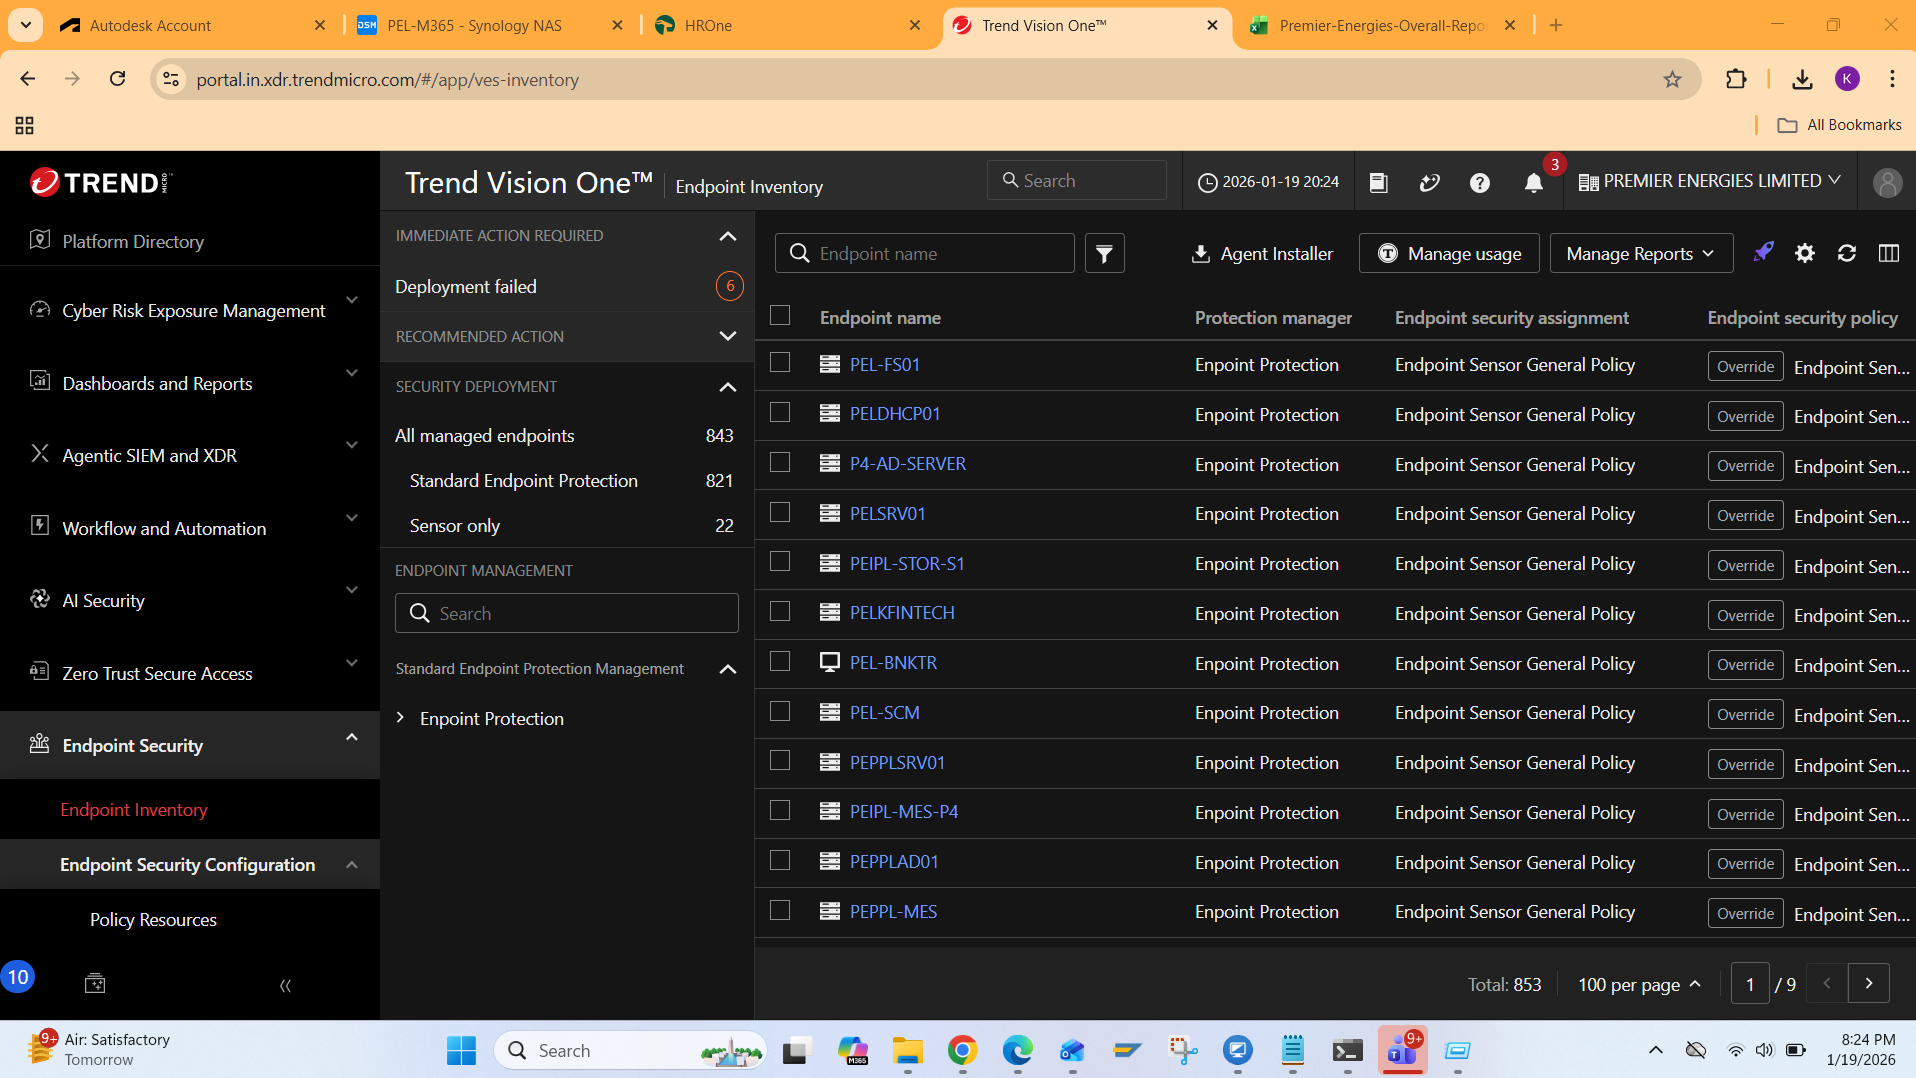 Autodesk Account
DSM PEL-M365 - Synology NAS
HROne
Trend Vision One™
Premier-Energies-Overall-Repo
portal.in.xdr.trendmicro.com/#/app/ves-inventory
K
All Bookmarks
TREND MICRO ™
Trend Vision One™ Endpoint Inventory
Search
2026-01-19 20:24
3
PREMIER ENERGIES LIMITED
Platform Directory
Cyber Risk Exposure Management
Dashboards and Reports
Agentic SIEM and XDR
Workflow and Automation
AI Security
Zero Trust Secure Access
Endpoint Security
Endpoint Inventory
Endpoint Security Configuration
Policy Resources
10
IMMEDIATE ACTION REQUIRED
Deployment failed 6
RECOMMENDED ACTION
SECURITY DEPLOYMENT
All managed endpoints 843
Standard Endpoint Protection 821
Sensor only 22
ENDPOINT MANAGEMENT
Search
Standard Endpoint Protection Management
Enpoint Protection
Endpoint name
Agent Installer
Manage usage
Manage Reports
Endpoint name Protection manager Endpoint security assignment Endpoint security policy
PEL-FS01 Enpoint Protection Endpoint Sensor General Policy Override Endpoint Sen...
PELDHCP01 Enpoint Protection Endpoint Sensor General Policy Override Endpoint Sen...
P4-AD-SERVER Enpoint Protection Endpoint Sensor General Policy Override Endpoint Sen...
PELSRV01 Enpoint Protection Endpoint Sensor General Policy Override Endpoint Sen...
PEIPL-STOR-S1 Enpoint Protection Endpoint Sensor General Policy Override Endpoint Sen...
PELKFINTECH Enpoint Protection Endpoint Sensor General Policy Override Endpoint Sen...
PEL-BNKTR Enpoint Protection Endpoint Sensor General Policy Override Endpoint Sen...
PEL-SCM Enpoint Protection Endpoint Sensor General Policy Override Endpoint Sen...
PEPPLSRV01 Enpoint Protection Endpoint Sensor General Policy Override Endpoint Sen...
PEIPL-MES-P4 Enpoint Protection Endpoint Sensor General Policy Override Endpoint Sen...
PEPPLAD01 Enpoint Protection Endpoint Sensor General Policy Override Endpoint Sen...
PEPPL-MES Enpoint Protection Endpoint Sensor General Policy Override Endpoint Sen...
Total: 853
100 per page
1 / 9
9+
Air: Satisfactory
Tomorrow
Search
M365
9+
8:24 PM
1/19/2026